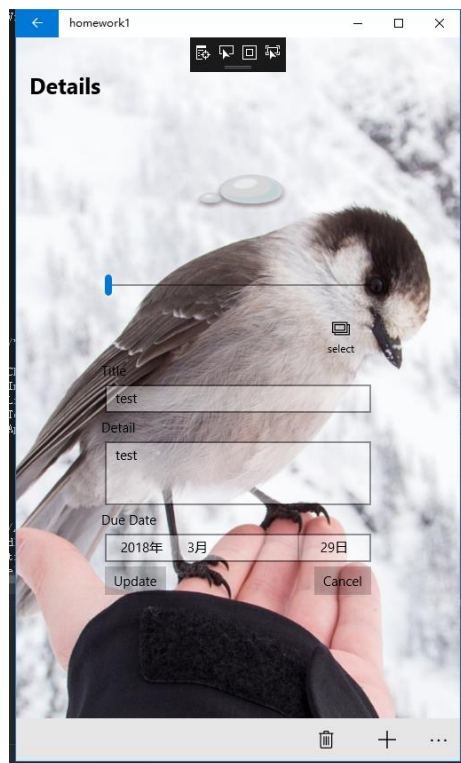 homework1
Details
select
Title
test
Detail
test
Due Date
2018年 3月 29日
Update Cancel